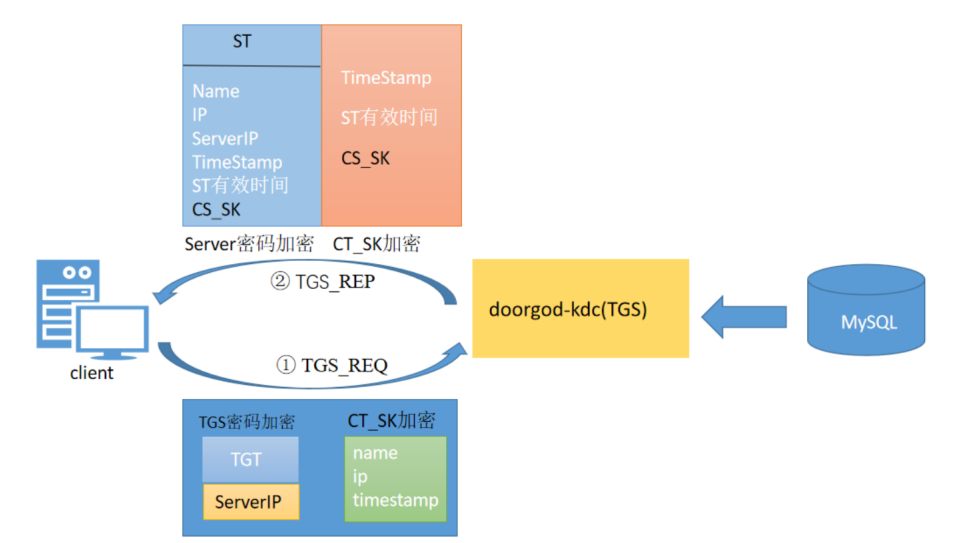 ST
Name
IP
ServerIP
TimeStamp
ST有效时间
CS_SK
TimeStamp
ST有效时间
CS_SK
Server密码加密
CT_SK加密
② TGS_REP
doorgod-kdc(TGS)
MySQL
client
① TGS_REQ
TGS密码加密
TGT
ServerIP
CT_SK加密
name
ip
timestamp